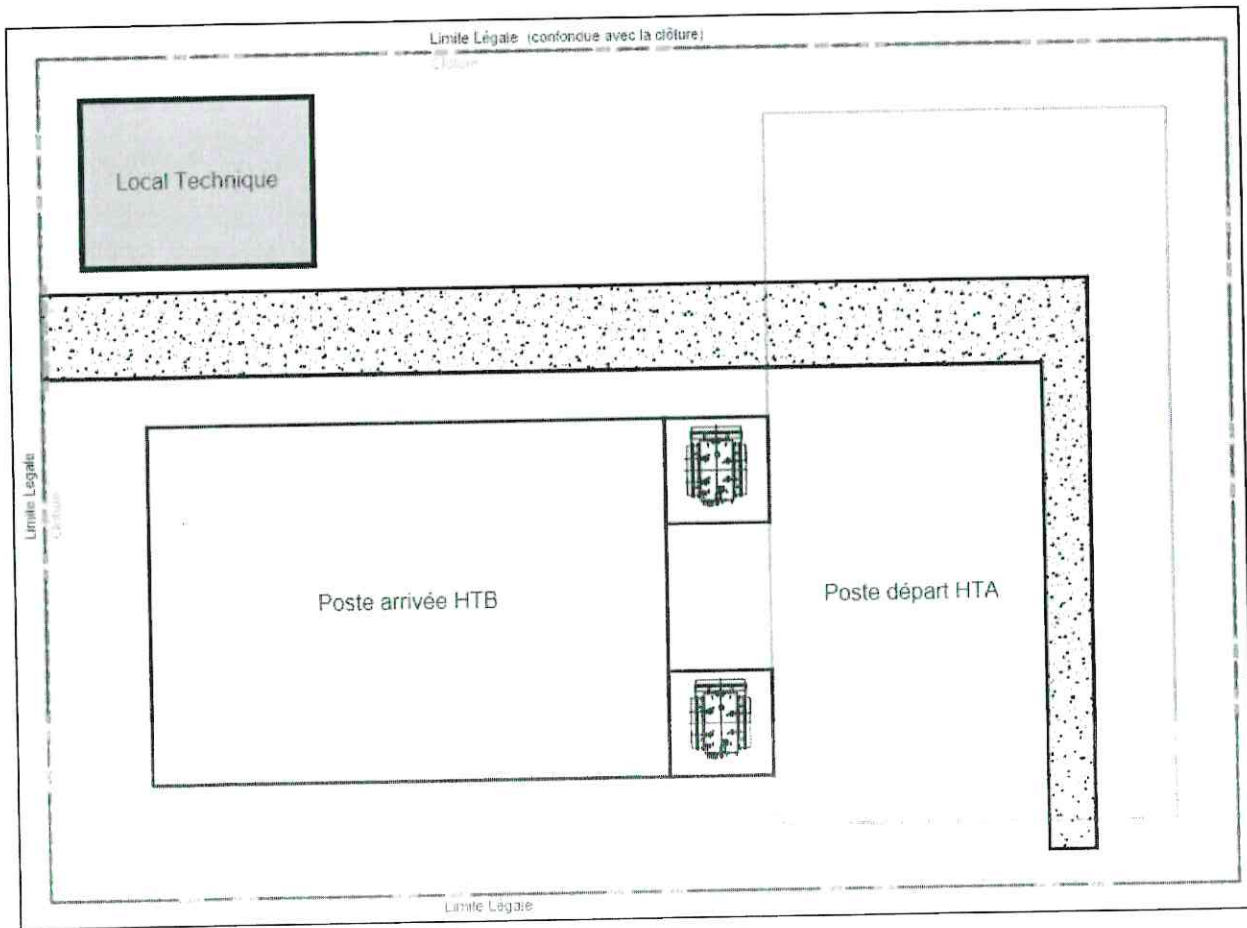 Limite Légale (confondue avec la clôture)
Clôture
Local Technique
Limite Légale
Clôture
Poste arrivée HTB
Poste départ HTA
Limite Légale